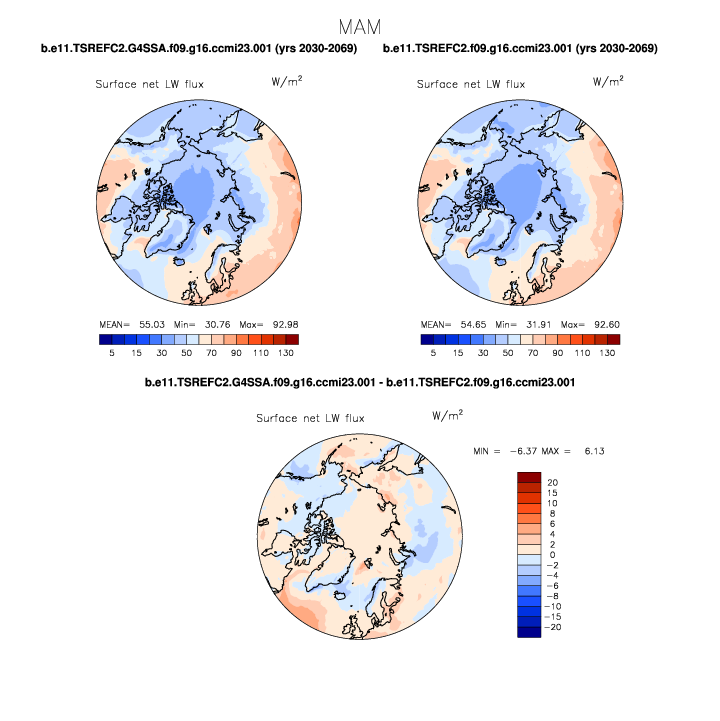 MAM
b.e11.TSREFC2.G4SSA.f09.g16.ccmi23.001 (yrs 2030-2069) b.e11.TSREFC2.f09.g16.ccmi23.001 (yrs 2030-2069)
Surface net LW flux W/m² Surface net LW flux W/m²
MEAN= 55.03 Min= 30.76 Max= 92.98 MEAN= 54.65 Min= 31.91 Max= 92.60
5 15 30 50 70 90 110 130 5 15 30 50 70 90 110 130
b.e11.TSREFC2.G4SSA.f09.g16.ccmi23.001 - b.e11.TSREFC2.f09.g16.ccmi23.001
Surface net LW flux W/m²
MIN = -6.37 MAX = 6.13
20
15
10
8
6
4
2
0
-2
-4
-6
-8
-10
-15
-20